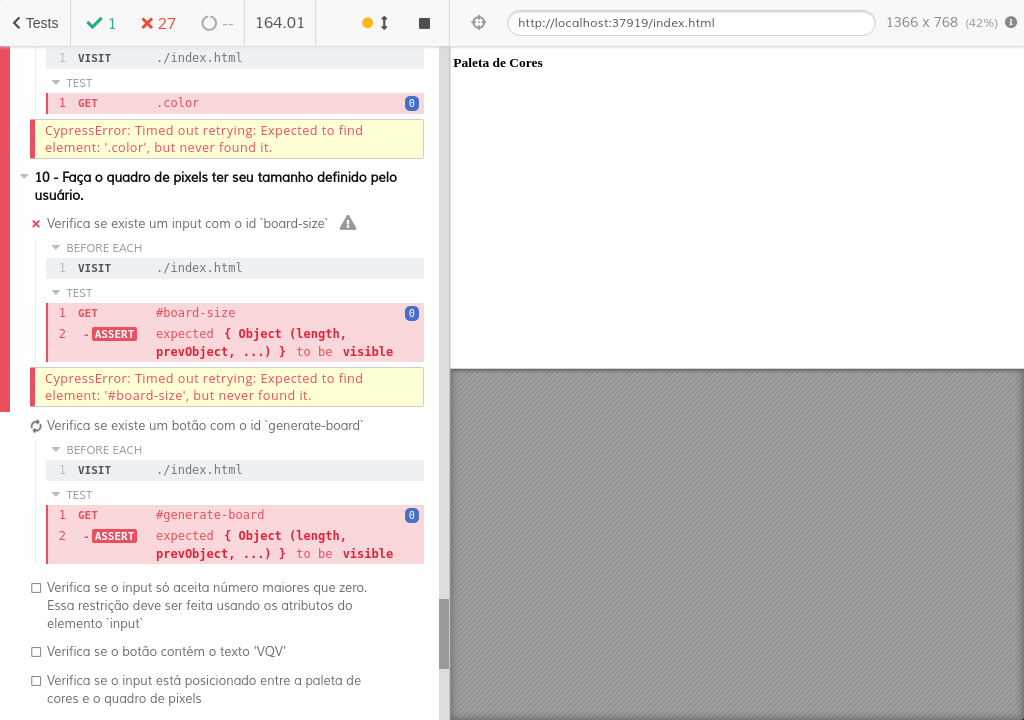 Tests
1
27
--
164.01
http://localhost:37919/index.html
1366 x 768 (42%)
1 VISIT ./index.html
TEST
1 GET .color 0
CypressError: Timed out retrying: Expected to find
element: '.color', but never found it.
10 - Faça o quadro de pixels ter seu tamanho definido pelo
usuário.
Verifica se existe um input com o id `board-size`
BEFORE EACH
1 VISIT ./index.html
TEST
1 GET #board-size 0
2 - ASSERT expected { Object (length,
prevObject, ...) } to be visible
CypressError: Timed out retrying: Expected to find
element: '#board-size', but never found it.
Verifica se existe um botão com o id `generate-board`
BEFORE EACH
1 VISIT ./index.html
TEST
1 GET #generate-board 0
2 - ASSERT expected { Object (length,
prevObject, ...) } to be visible
Verifica se o input só aceita número maiores que zero.
Essa restrição deve ser feita usando os atributos do
elemento `input`
Verifica se o botão contém o texto 'VQV'
Verifica se o input está posicionado entre a paleta de
cores e o quadro de pixels
Paleta de Cores